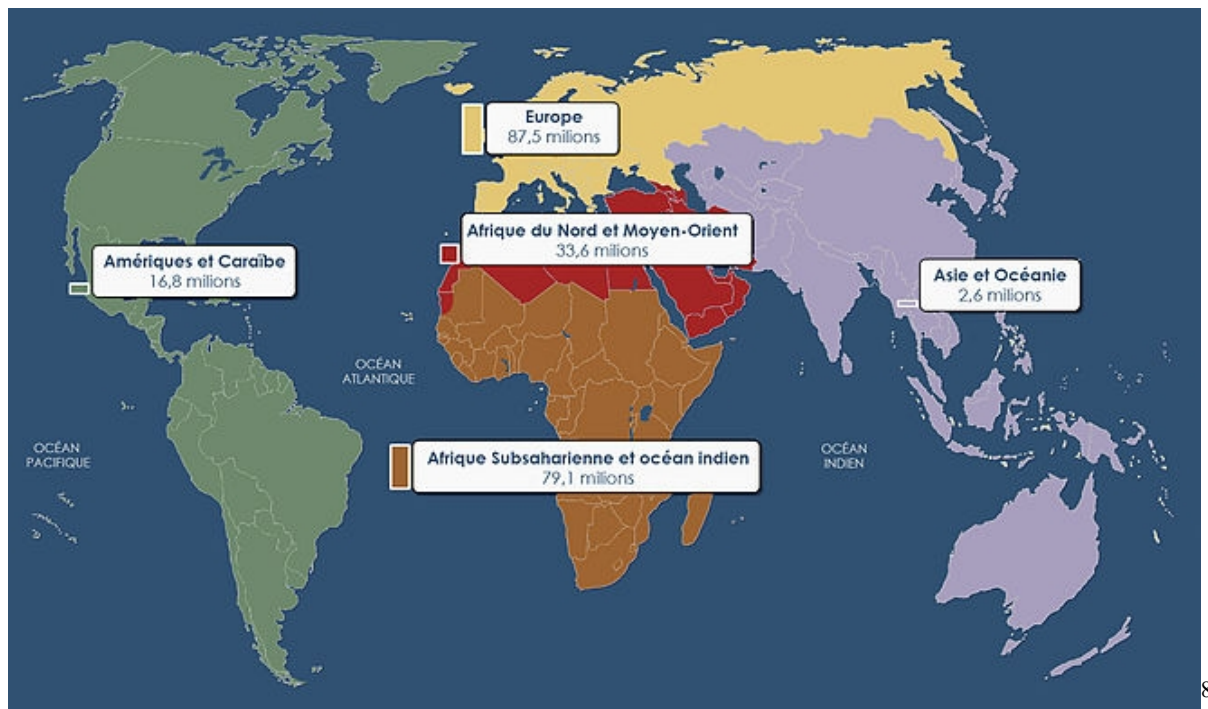 Europe
87,5 milions
Afrique du Nord et Moyen-Orient
33,6 milions
Amériques et Caraïbe
16,8 milions
Asie et Océanie
2,6 milions
OCÉAN
ATLANTIQUE
OCÉAN
PACIFIQUE
Afrique Subsaharienne et océan indien
79,1 milions
OCÉAN
INDIEN
8